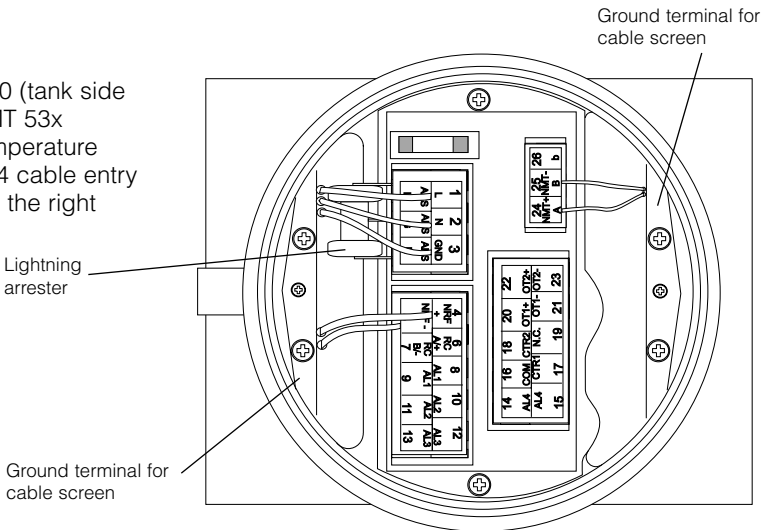 Ground terminal for
cable screen
0 (tank side
IT 53x
nperature
4 cable entry
the right
Lightning
arrester
Ground terminal for
cable screen
1 L
2 N
3 GND
26 b
25 NMT- B
24 NMT+ A
4 NRF +
6 RC A/+
7 RC B/-
8 AL1
9 AL1
10 AL2
11 AL2
12 AL3
13 AL3
22 OT2+ OT2- 23
20 OT1+ OT1- 21
18 CTR2 N.C. 19
16 COM CTR1 17
14 AL4 AL4 15